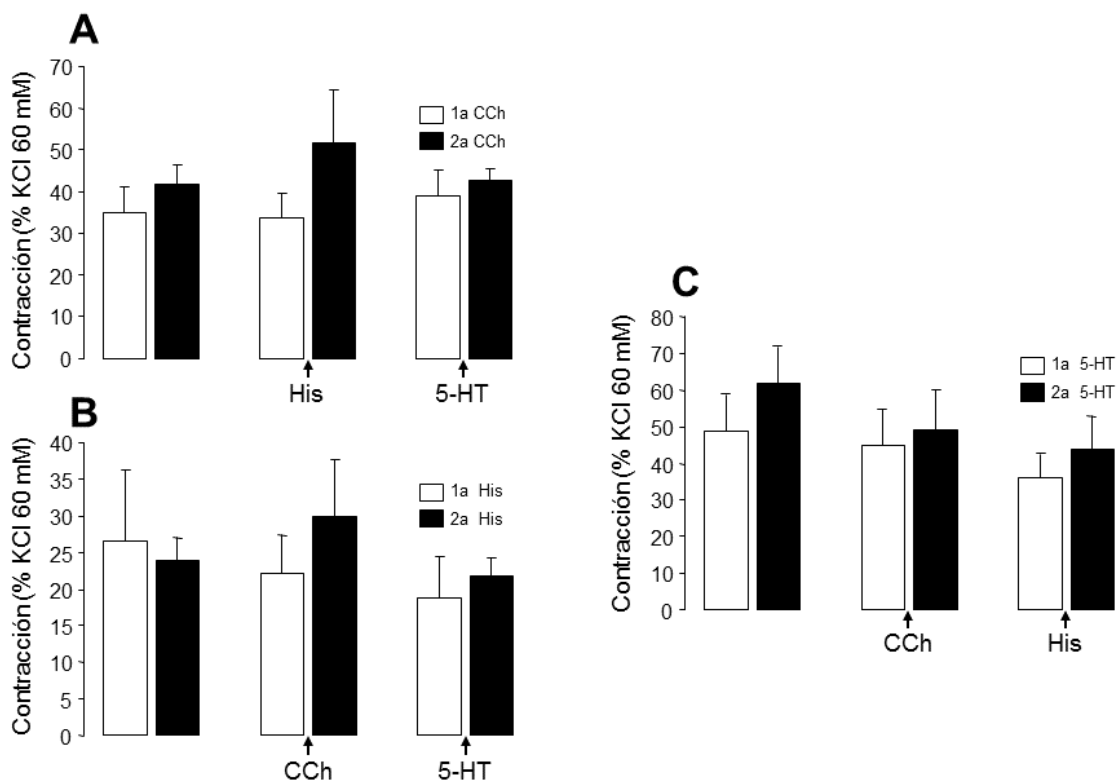 A
Contracción (% KCl 60 mM)
70
60
50
40
30
20
10
0
1a CCh
2a CCh
His
5-HT
B
Contracción (% KCl 60 mM)
40
35
30
25
20
15
10
5
0
1a His
2a His
CCh
5-HT
C
Contracción (% KCl 60 mM)
80
70
60
50
40
30
20
10
0
1a 5-HT
2a 5-HT
CCh
His